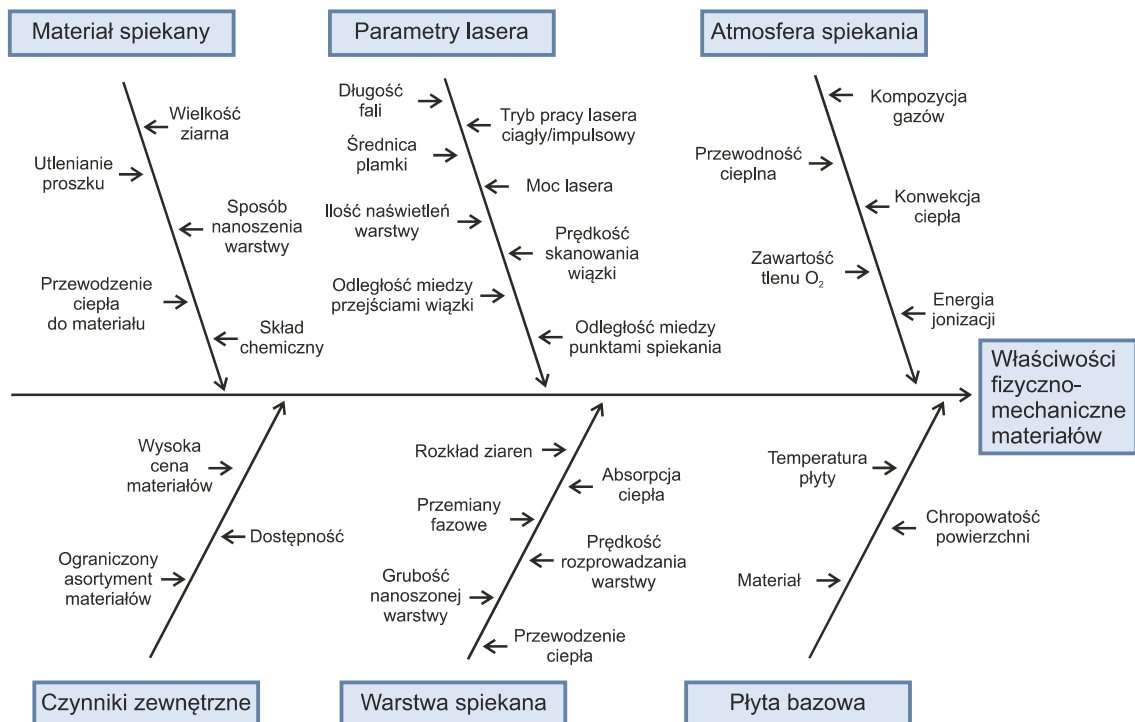 Materiał spiekany
Parametry lasera
Atmosfera spiekania
Wielkość
ziarna
Utlenianie
proszku
Sposób
nanoszenia
warstwy
Przewodzenie
ciepła
do materiału
Skład
chemiczny
Długość
fali
Tryb pracy lasera
ciagły/impulsowy
Średnica
plamki
Moc lasera
Ilość naświetleń
warstwy
Prędkość
skanowania
wiązki
Odległość miedzy
przejściami wiązki
Odległość miedzy
punktami spiekania
Kompozycja
gazów
Przewodność
cieplna
Konwekcja
ciepła
Zawartość
tlenu O₂
Energia
jonizacji
Właściwości
fizyczno-
mechaniczne
materiałów
Wysoka
cena
materiałów
Dostępność
Ograniczony
asortyment
materiałów
Rozkład ziaren
Absorpcja
ciepła
Przemiany
fazowe
Prędkość
rozprowadzania
warstwy
Grubość
nanoszonej
warstwy
Przewodzenie
ciepła
Temperatura
płyty
Chropowatość
powierzchni
Materiał
Czynniki zewnętrzne
Warstwa spiekana
Płyta bazowa